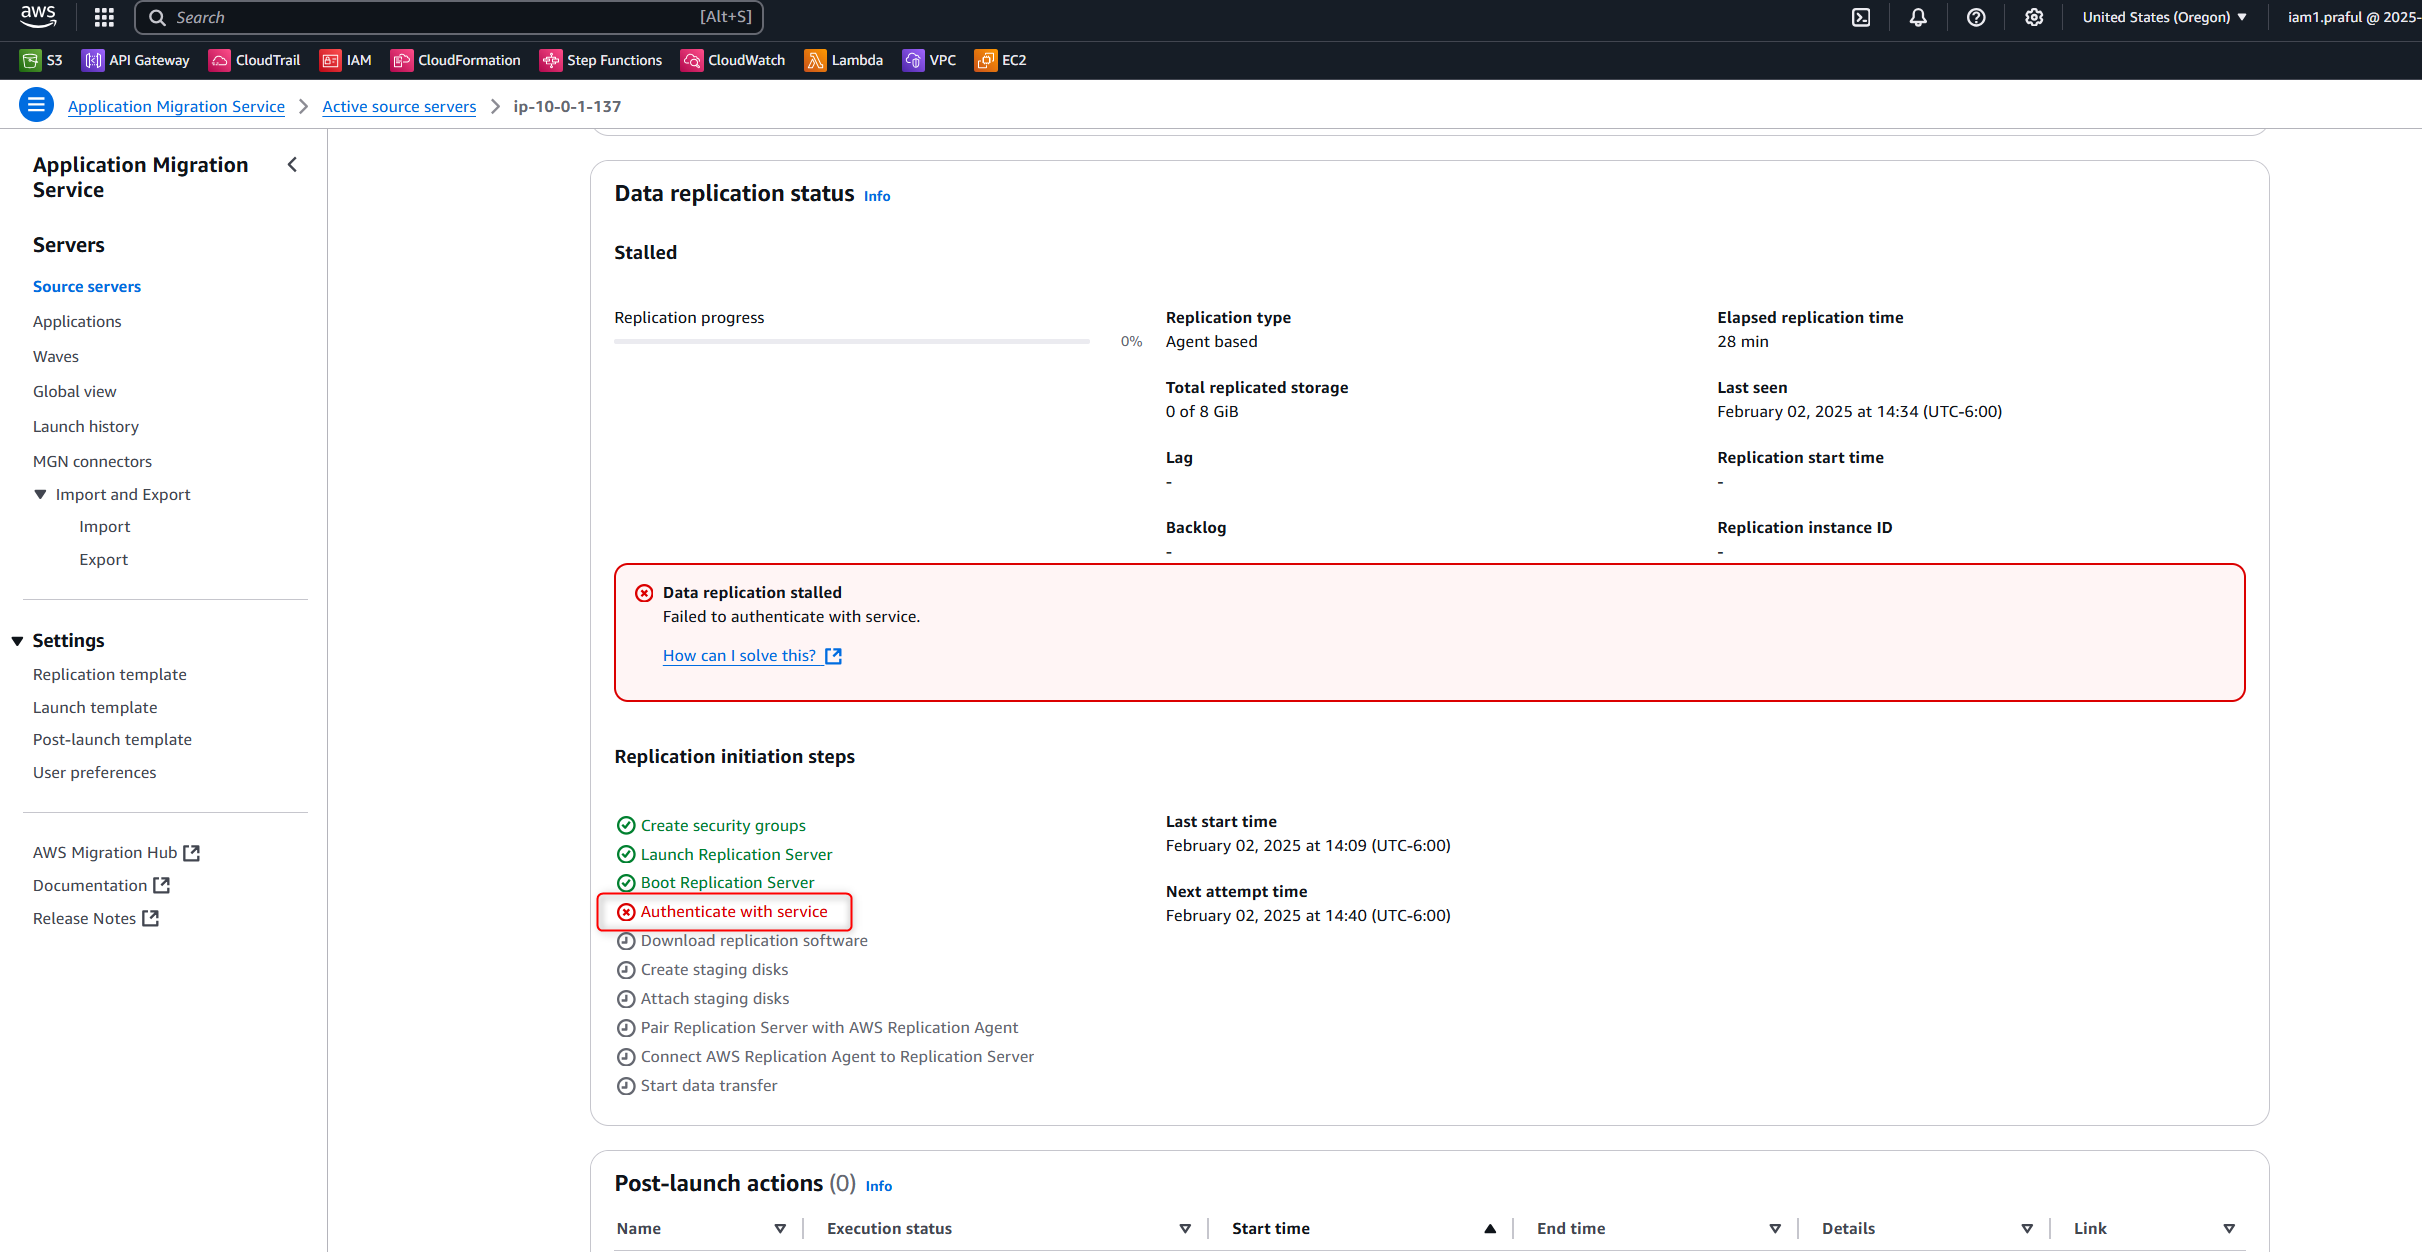 aws
Search [Alt+S]
United States (Oregon) iam1.praful @ 2025-
S3 API Gateway CloudTrail IAM CloudFormation Step Functions CloudWatch Lambda VPC EC2
Application Migration Service Active source servers ip-10-0-1-137
Application Migration
Service
Servers
Source servers
Applications
Waves
Global view
Launch history
MGN connectors
Import and Export
Import
Export
Settings
Replication template
Launch template
Post-launch template
User preferences
AWS Migration Hub
Documentation
Release Notes
Data replication status Info
Stalled
Replication progress
0%
Replication type
Agent based
Total replicated storage
0 of 8 GiB
Lag
-
Backlog
-
Elapsed replication time
28 min
Last seen
February 02, 2025 at 14:34 (UTC-6:00)
Replication start time
-
Replication instance ID
-
Data replication stalled
Failed to authenticate with service.
How can I solve this?
Replication initiation steps
Create security groups
Launch Replication Server
Boot Replication Server
Authenticate with service
Download replication software
Create staging disks
Attach staging disks
Pair Replication Server with AWS Replication Agent
Connect AWS Replication Agent to Replication Server
Start data transfer
Last start time
February 02, 2025 at 14:09 (UTC-6:00)
Next attempt time
February 02, 2025 at 14:40 (UTC-6:00)
Post-launch actions (0) Info
Name Execution status Start time End time Details Link